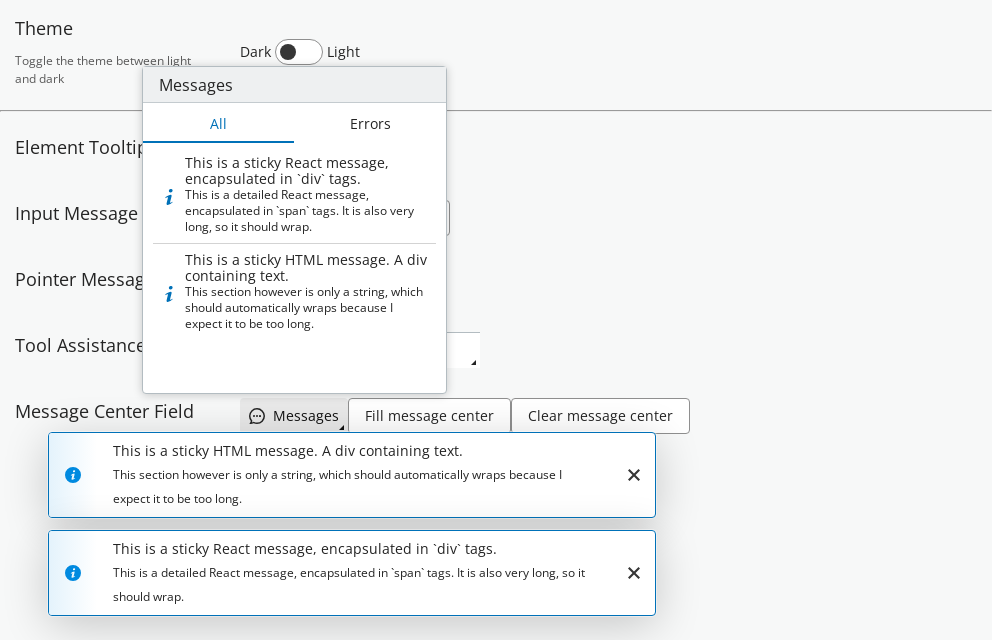 Theme
Toggle the theme between light
and dark
Dark
Light
Messages
All
Errors
This is a sticky React message,
encapsulated in `div` tags.
This is a detailed React message,
encapsulated in `span` tags. It is also very
long, so it should wrap.
This is a sticky HTML message. A div
containing text.
This section however is only a string, which
should automatically wraps because I
expect it to be too long.
Element Tooltip
Input Message
Pointer Messag
Tool Assistance
Message Center Field
Messages
Fill message center
Clear message center
This is a sticky HTML message. A div containing text.
This section however is only a string, which should automatically wraps because I
expect it to be too long.
This is a sticky React message, encapsulated in `div` tags.
This is a detailed React message, encapsulated in `span` tags. It is also very long, so it
should wrap.